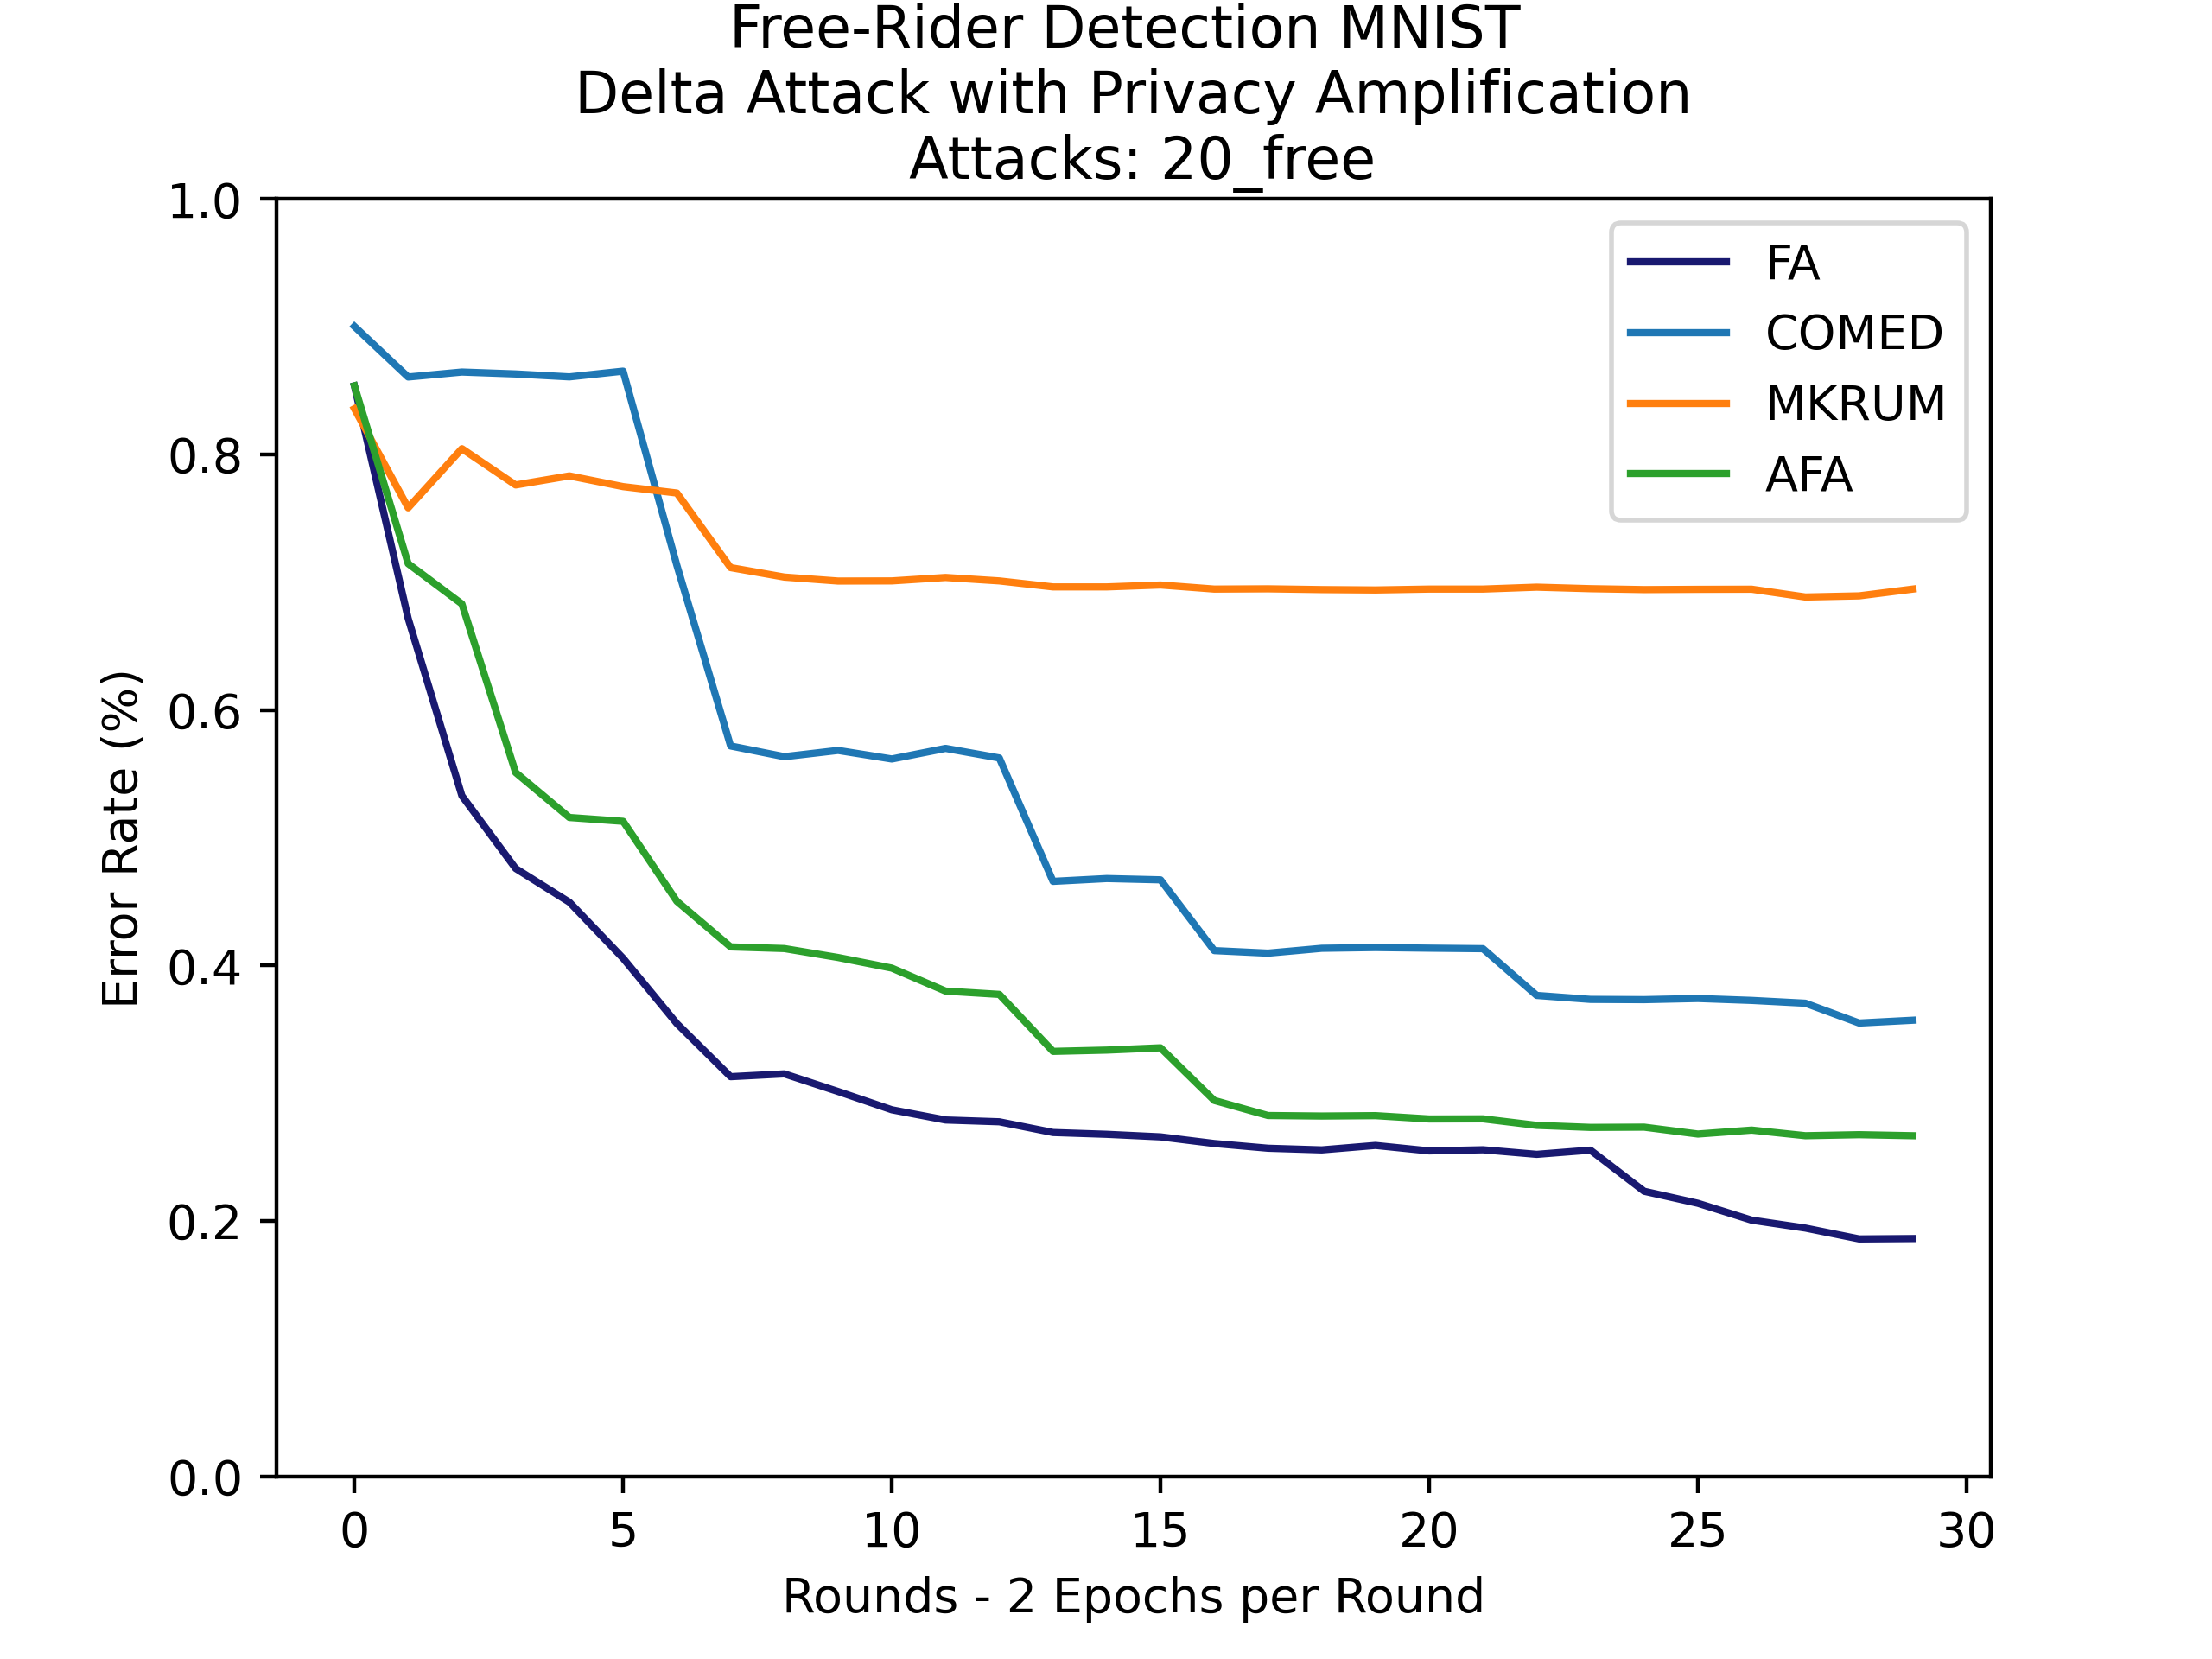 Free-Rider Detection MNIST
Delta Attack with Privacy Amplification
Attacks: 20_free
FA
COMED
MKRUM
AFA
Error Rate (%)
1.0
0.8
0.6
0.4
0.2
0.0
0 5 10 15 20 25 30
Rounds - 2 Epochs per Round